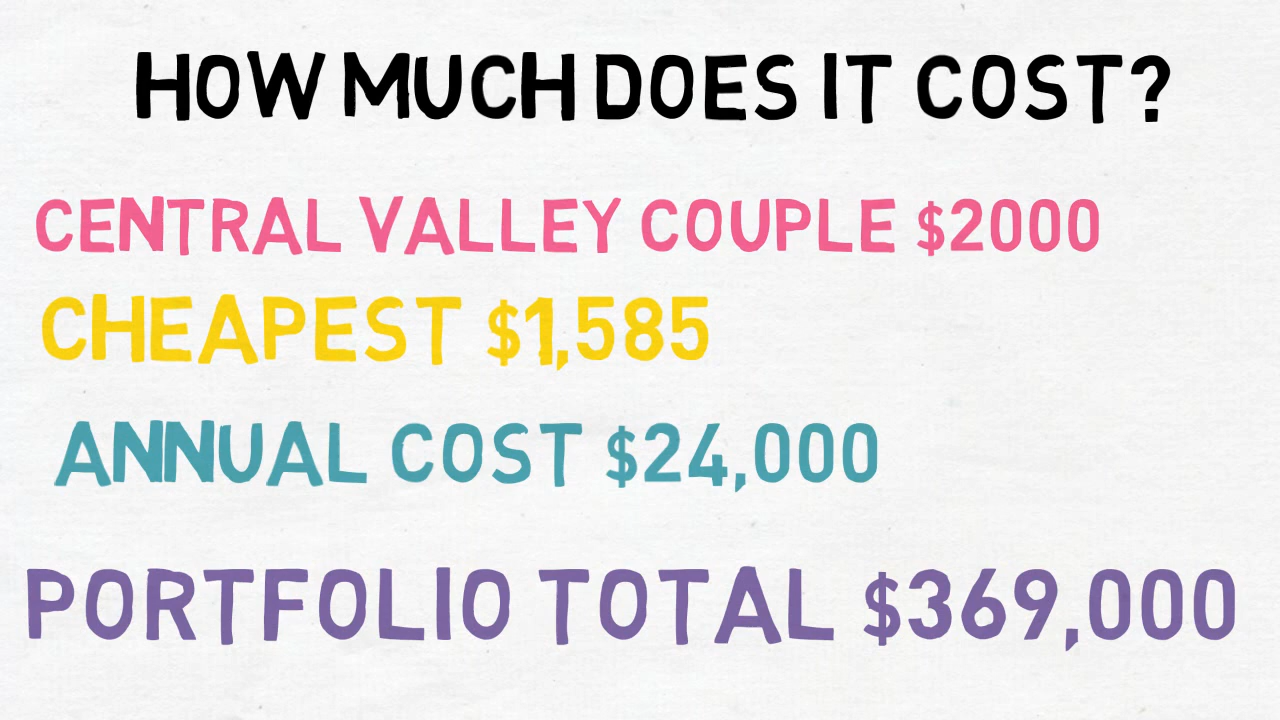 HOW MUCH DOES IT COST?
CENTRAL VALLEY COUPLE $2000
CHEAPEST $1,585
ANNUAL COST $24,000
PORTFOLIO TOTAL $369,000